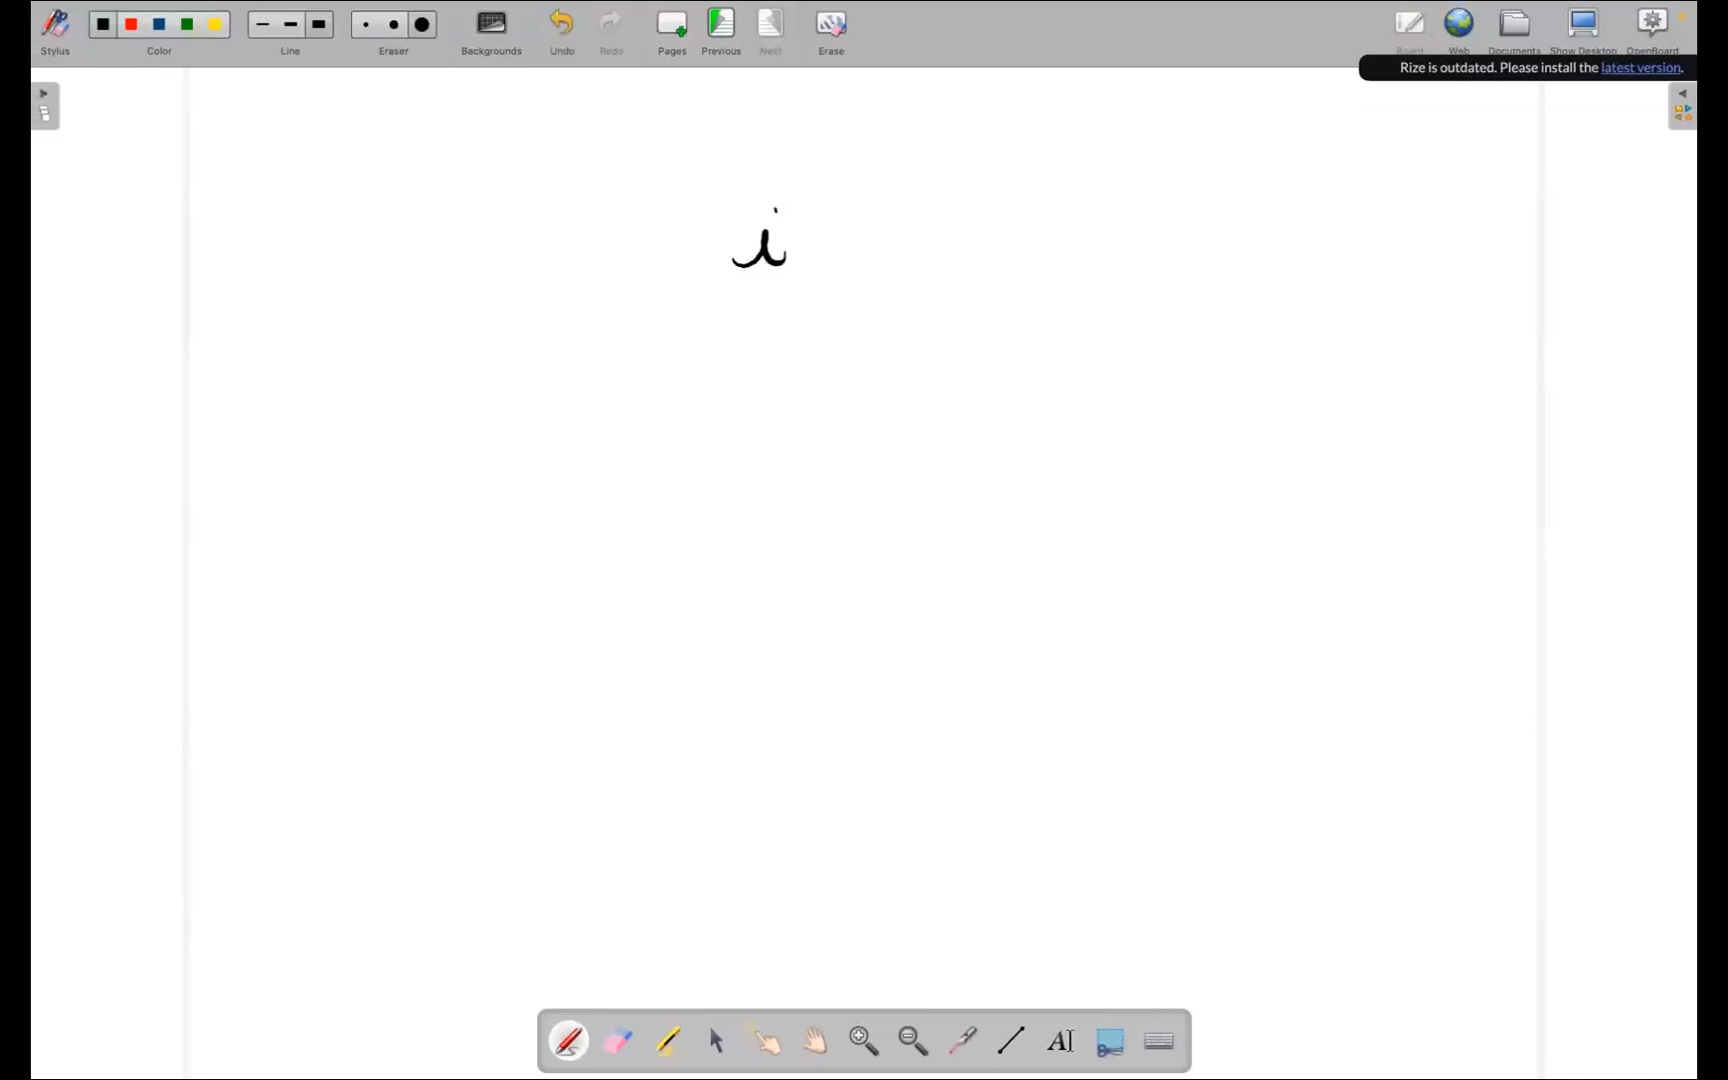 Stylus Color Line Eraser Backgrounds Undo Redo Pages Previous Next Erase Board Web Documents Show Desktop OpenBoard
Rize is outdated. Please install the latest version.
i